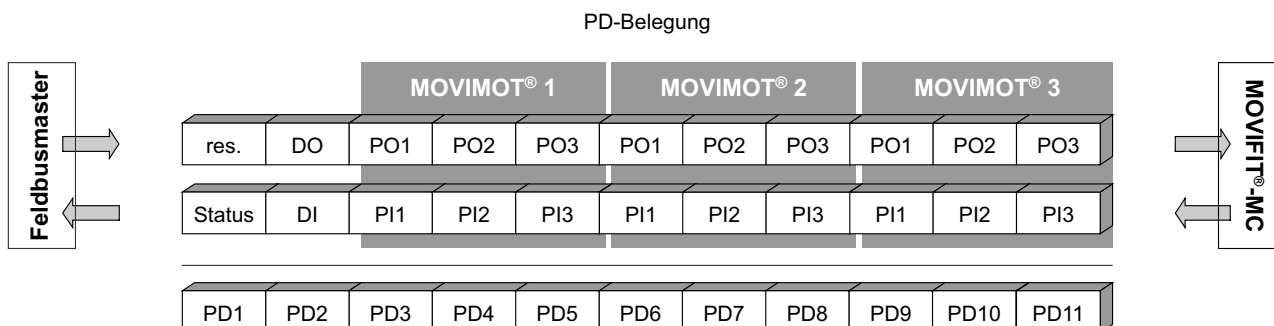 PD-Belegung
Feldbusmaster
MOVIMOT® 1 MOVIMOT® 2 MOVIMOT® 3
res. DO PO1 PO2 PO3 PO1 PO2 PO3 PO1 PO2 PO3
Status DI PI1 PI2 PI3 PI1 PI2 PI3 PI1 PI2 PI3
PD1 PD2 PD3 PD4 PD5 PD6 PD7 PD8 PD9 PD10 PD11
MOVIFIT®-MC